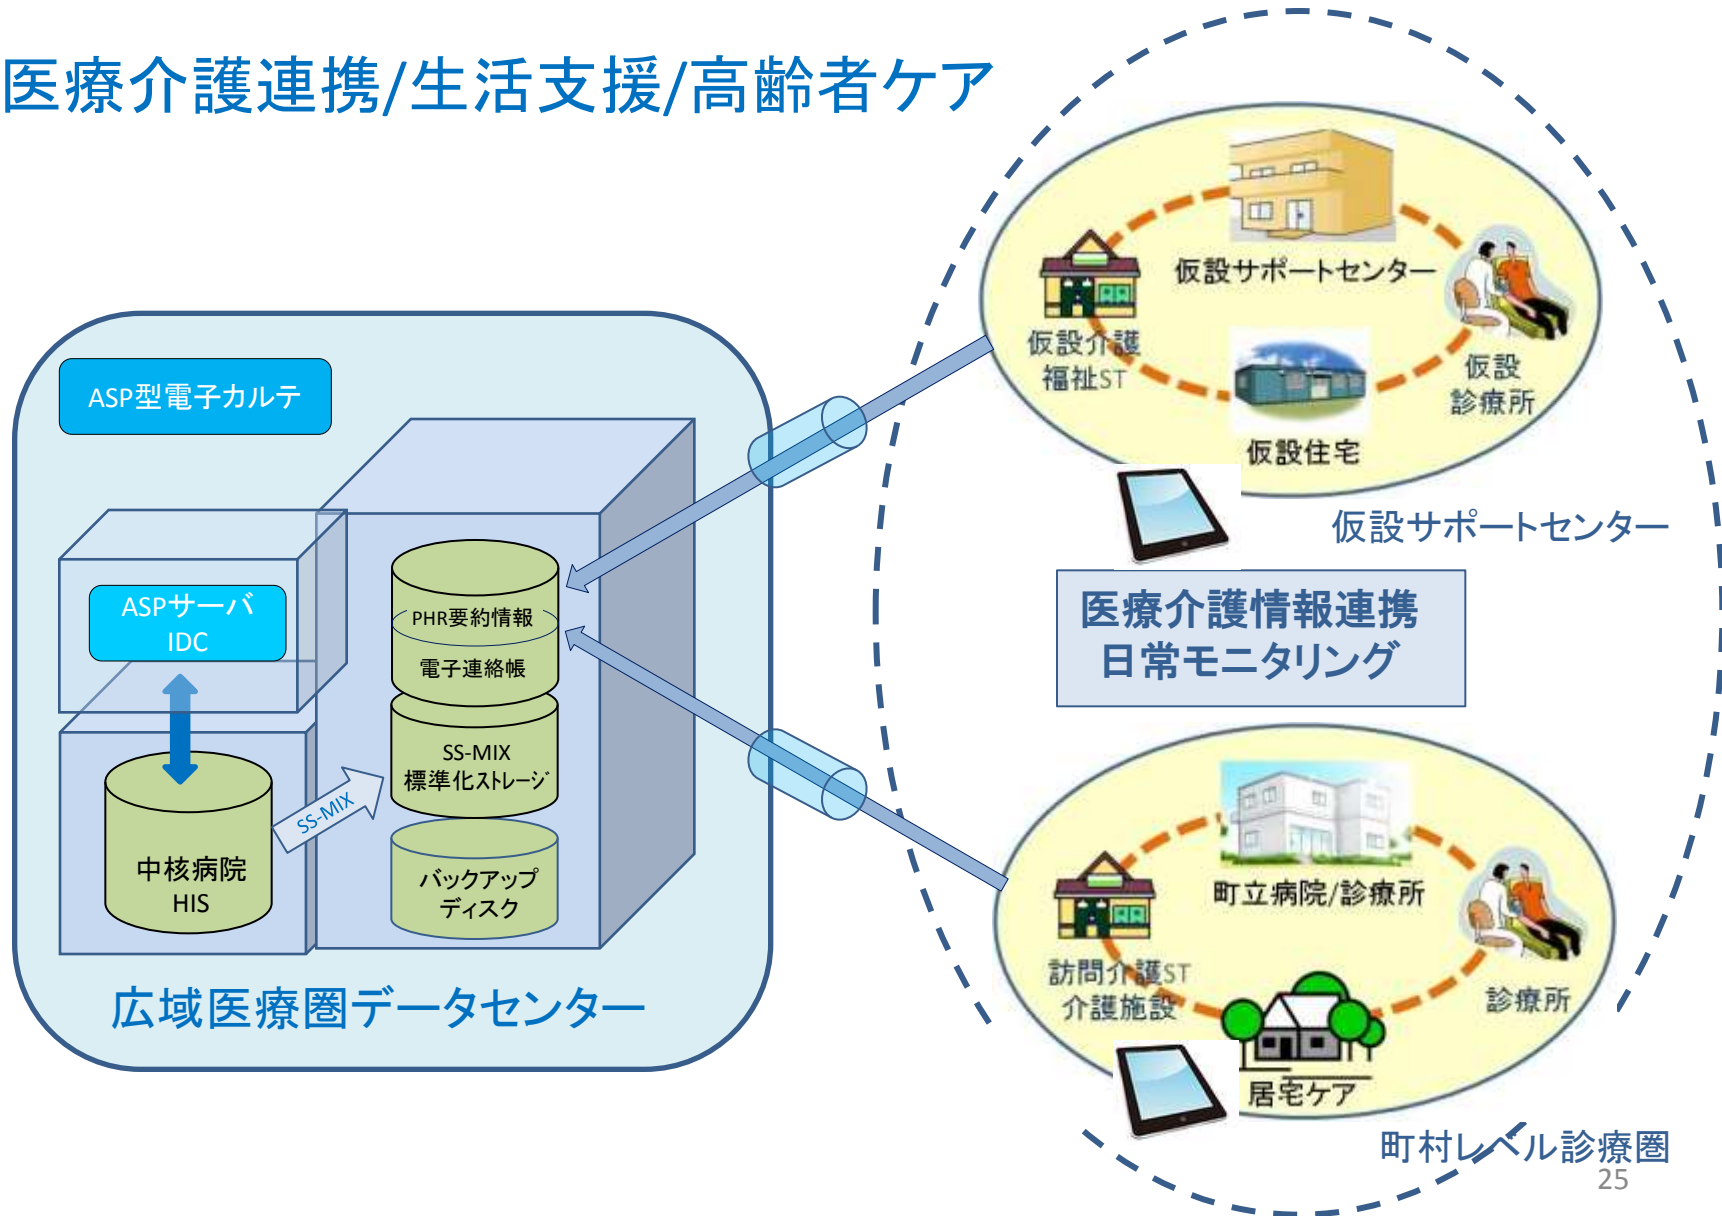 医療介護連携/生活支援/高齢者ケア
ASP型電子カルテ
ASPサーバ
IDC
中核病院
HIS
SS-MIX
PHR要約情報
電子連絡帳
SS-MIX
標準化ｽﾄﾚｰｼﾞ
バックアップ
ディスク
広域医療圏データセンター
仮設サポートセンター
仮設介護
福祉ST
仮設
診療所
仮設住宅
仮設サポートセンター
医療介護情報連携
日常モニタリング
町立病院/診療所
訪問介護ST
介護施設
診療所
居宅ケア
町村レベル診療圏
25